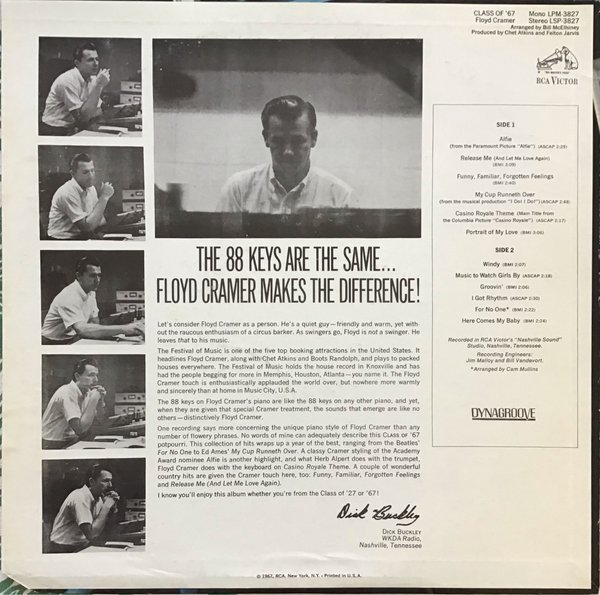 CLASS OF '67 Mono LPM-3827
Floyd Cramer Stereo LSP-3827
Arranged by Bill McElhiney
Produced by Chet Atkins and Felton Jarvis
"HIS MASTER'S VOICE"
RCA VICTOR
SIDE 1
Alfie
(from the Paramount Picture "Alfie") (ASCAP 2:29)
Release Me (And Let Me Love Again)
(BMI 3:09)
Funny, Familiar, Forgotten Feelings
(BMI 2:40)
My Cup Runneth Over
(from the musical production "I Do! I Do!") (ASCAP 2:48)
Casino Royale Theme (Main Title from
the Columbia Picture "Casino Royale") (ASCAP 2:17)
Portrait of My Love (BMI 3:06)
SIDE 2
Windy (BMI 2:07)
Music to Watch Girls By (ASCAP 2:18)
Groovin' (BMI 2:06)
I Got Rhythm (ASCAP 2:30)
For No One* (BMI 2:22)
Here Comes My Baby (BMI 2:24)
Recorded in RCA Victor's "Nashville Sound"
Studio, Nashville, Tennessee.
Recording Engineers:
Jim Malloy and Bill Vandevort.
*Arranged by Cam Mullins
DYNAGROOVE
THE 88 KEYS ARE THE SAME...
FLOYD CRAMER MAKES THE DIFFERENCE!
Let's consider Floyd Cramer as a person. He's a quiet guy—friendly and warm, yet with-
out the raucous enthusiasm of a circus barker. As swingers go, Floyd is not a swinger. He
leaves that to his music.
The Festival of Music is one of the five top booking attractions in the United States. It
headlines Floyd Cramer, along with Chet Atkins and Boots Randolph, and plays to packed
houses everywhere. The Festival of Music holds the house record in Knoxville and has
had the people begging for more in Memphis, Houston, Atlanta—you name it. The Floyd
Cramer touch is enthusiastically applauded the world over, but nowhere more warmly
and sincerely than at home in Music City, U.S.A.
The 88 keys on Floyd Cramer's piano are like the 88 keys on any other piano, and yet,
when they are given that special Cramer treatment, the sounds that emerge are like no
others—distinctively Floyd Cramer.
One recording says more concerning the unique piano style of Floyd Cramer than any
number of flowery phrases. No words of mine can adequately describe this CLASS OF '67
potpourri. This collection of hits wraps up a year of the best, ranging from the Beatles'
For No One to Ed Ames' My Cup Runneth Over. A classy Cramer styling of the Academy
Award nominee Alfie is another highlight, and what Herb Alpert does with the trumpet,
Floyd Cramer does with the keyboard on Casino Royale Theme. A couple of wonderful
country hits are given the Cramer touch here, too: Funny, Familiar, Forgotten Feelings
and Release Me (And Let Me Love Again).
I know you'll enjoy this album whether you're from the Class of '27 or '67!
Dick Buckley
DICK BUCKLEY
WKDA Radio,
Nashville, Tennessee
© 1967, RCA, New York, N.Y. • Printed in U.S.A.